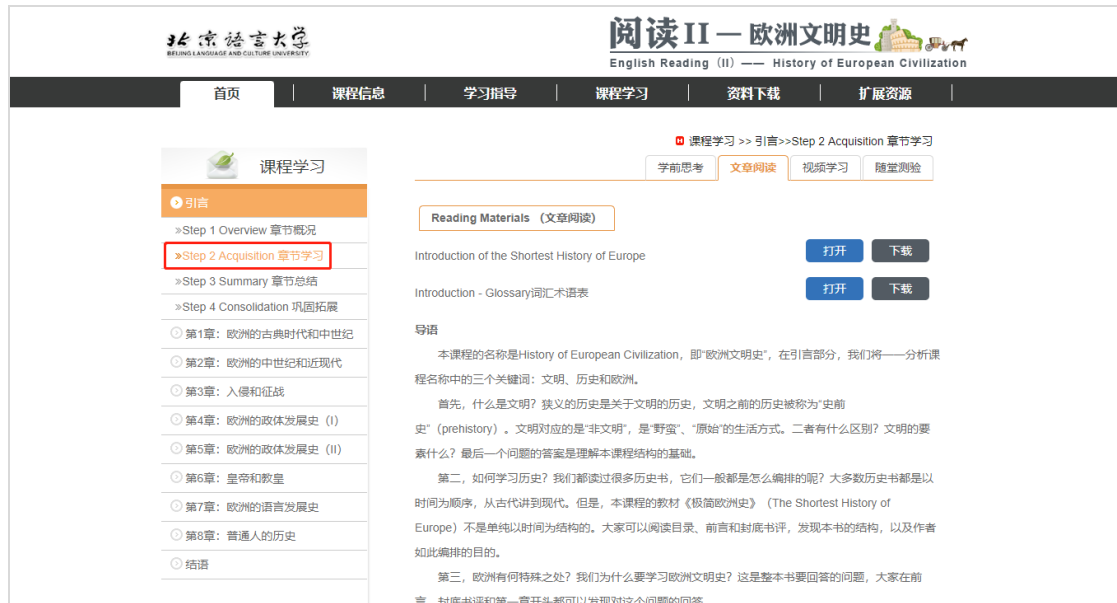 北京语言大学
BEIJING LANGUAGE AND CULTURE UNIVERSITY
阅读II — 欧洲文明史
English Reading（II）—— History of European Civilization
首页 课程信息 学习指导 课程学习 资料下载 扩展资源
课程学习 >> 引言>>Step 2 Acquisition 章节学习
课程学习
学前思考 文章阅读 视频学习 随堂测验
引言
»Step 1 Overview 章节概况
»Step 2 Acquisition 章节学习
»Step 3 Summary 章节总结
»Step 4 Consolidation 巩固拓展
第1章：欧洲的古典时代和中世纪
第2章：欧洲的中世纪和近现代
第3章：入侵和征战
第4章：欧洲的政体发展史（I）
第5章：欧洲的政体发展史（II）
第6章：皇帝和教皇
第7章：欧洲的语言发展史
第8章：普通人的历史
结语
Reading Materials （文章阅读）
Introduction of the Shortest History of Europe 打开 下载
Introduction - Glossary词汇术语表 打开 下载
导语
本课程的名称是History of European Civilization，即“欧洲文明史”，在引言部分，我们将一一分析课
程名称中的三个关键词：文明、历史和欧洲。
首先，什么是文明？狭义的历史是关于文明的历史，文明之前的历史被称为“史前
史”（prehistory）。文明对应的是“非文明”，是“野蛮”、“原始”的生活方式。二者有什么区别？文明的要
素什么？最后一个问题的答案是理解本课程结构的基础。
第二，如何学习历史？我们都读过很多历史书，它们一般都是怎么编排的呢？大多数历史书都是以
时间为顺序，从古代讲到现代。但是，本课程的教材《极简欧洲史》（The Shortest History of
Europe）不是单纯以时间为结构的。大家可以阅读目录、前言和封底书评，发现本书的结构，以及作者
如此编排的目的。
第三，欧洲有何特殊之处？我们为什么要学习欧洲文明史？这是整本书要回答的问题，大家在前
言、封底书评和第一章开头都可以发现对这个问题的回答